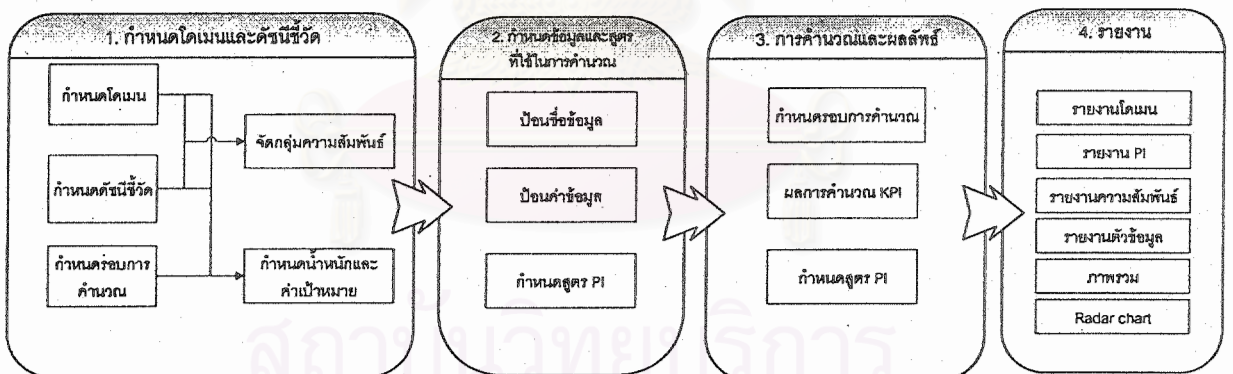 1. กำหนดโดเมนและดัชนีชี้วัด
กำหนดโดเมน
จัดกลุ่มความสัมพันธ์
กำหนดดัชนีชี้วัด
กำหนดรอบการ
คำนวณ
กำหนดน้ำหนักและ
ค่าเป้าหมาย
2. กำหนดข้อมูลและสูตร
ที่ใช้ในการคำนวณ
ป้อนชื่อข้อมูล
ป้อนค่าข้อมูล
กำหนดสูตร PI
3. การคำนวณและผลลัพธ์
กำหนดรอบการคำนวณ
ผลการคำนวณ KPI
กำหนดสูตร PI
4. รายงาน
รายงานโดเมน
รายงาน PI
รายงานความสัมพันธ์
รายงานตัวข้อมูล
ภาพรวม
Radar chart
สถาบันวิทยบริการ